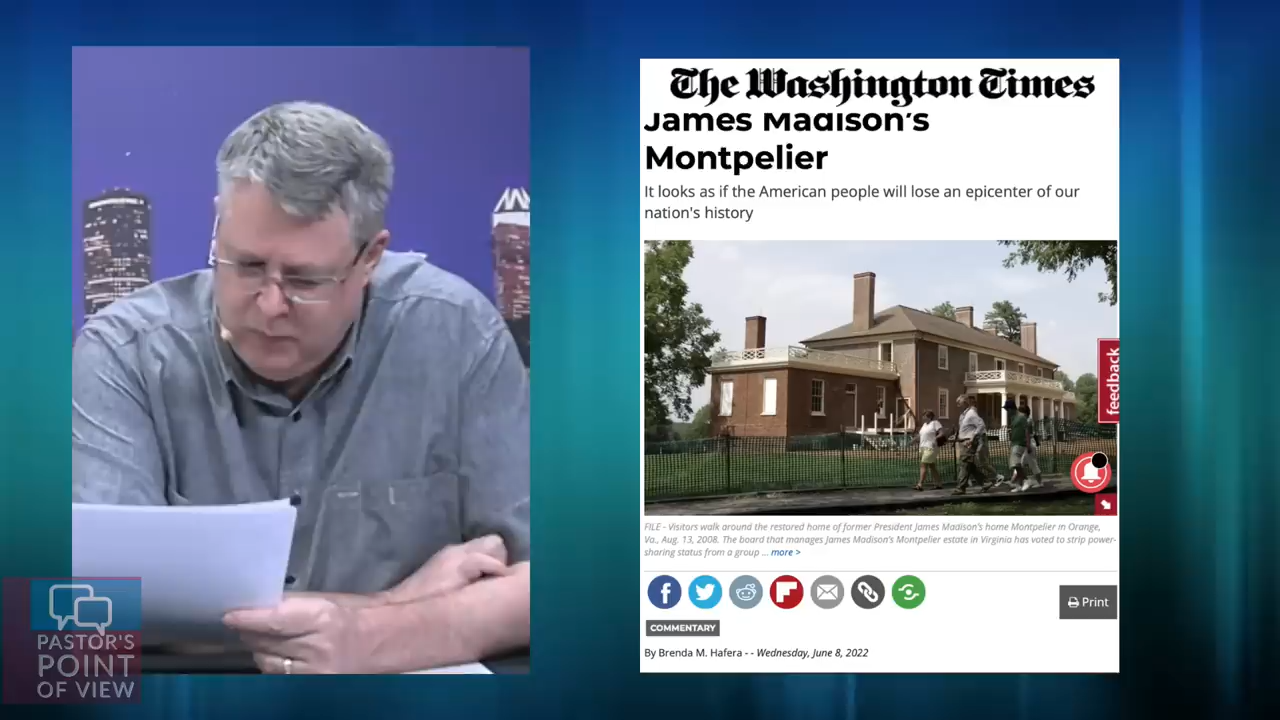 The Washington Times
James Madison's
Montpelier
It looks as if the American people will lose an epicenter of our
nation's history
feedback
FILE - Visitors walk around the restored home of former President James Madison's home Montpelier in Orange,
Va., Aug. 13, 2008. The board that manages James Madison's Montpelier estate in Virginia has voted to strip power-
sharing status from a group ... more >
Print
COMMENTARY
By Brenda M. Hafera - - Wednesday, June 8, 2022
PASTOR'S
POINT
OF VIEW